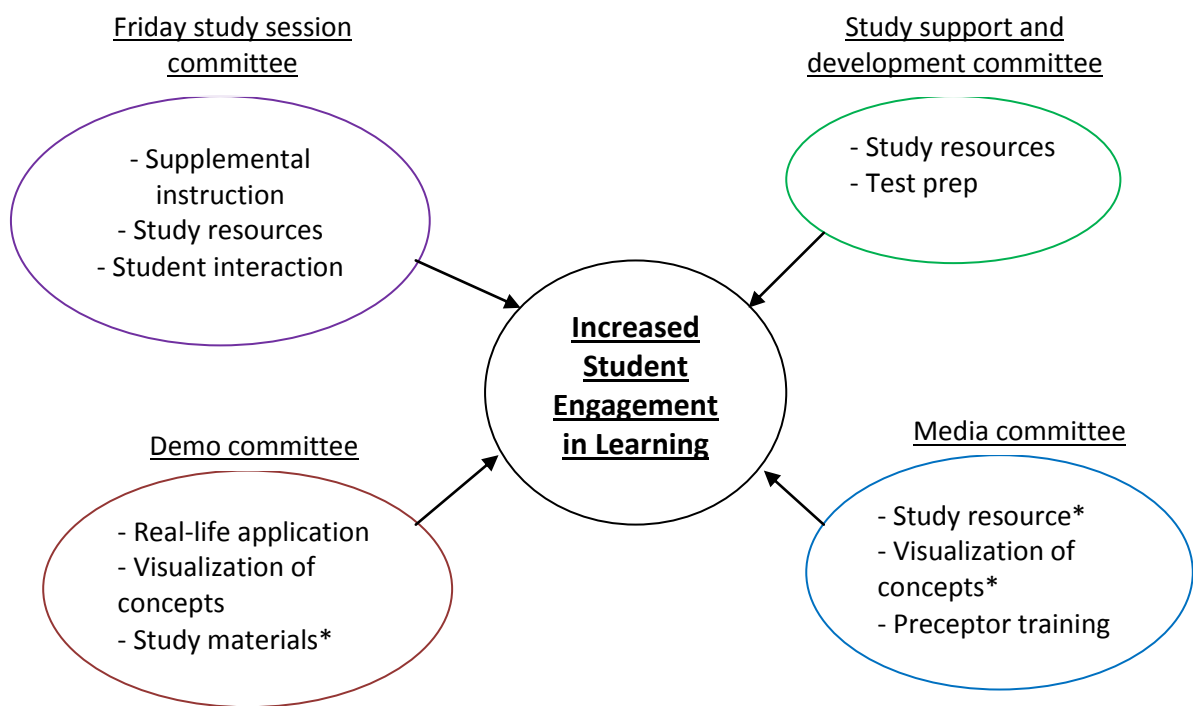 Friday study session
committee
- Supplemental
instruction
- Study resources
- Student interaction
Study support and
development committee
- Study resources
- Test prep
Increased
Student
Engagement
in Learning
Demo committee
- Real-life application
- Visualization of
concepts
- Study materials*
Media committee
- Study resource*
- Visualization of
concepts*
- Preceptor training